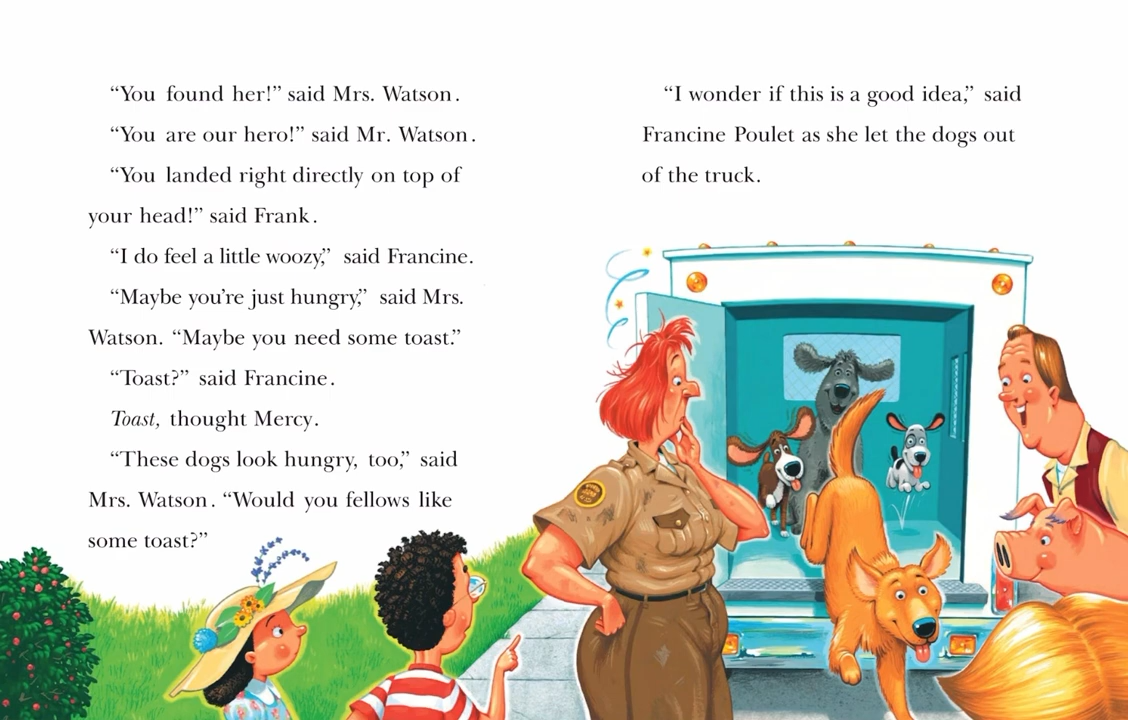 “You found her!” said Mrs. Watson.
“You are our hero!” said Mr. Watson.
“You landed right directly on top of
your head!” said Frank.
“I do feel a little woozy,” said Francine.
“Maybe you’re just hungry,” said Mrs.
Watson. “Maybe you need some toast.”
“Toast?” said Francine.
Toast, thought Mercy.
“These dogs look hungry, too,” said
Mrs. Watson. “Would you fellows like
some toast?”
“I wonder if this is a good idea,” said
Francine Poulet as she let the dogs out
of the truck.